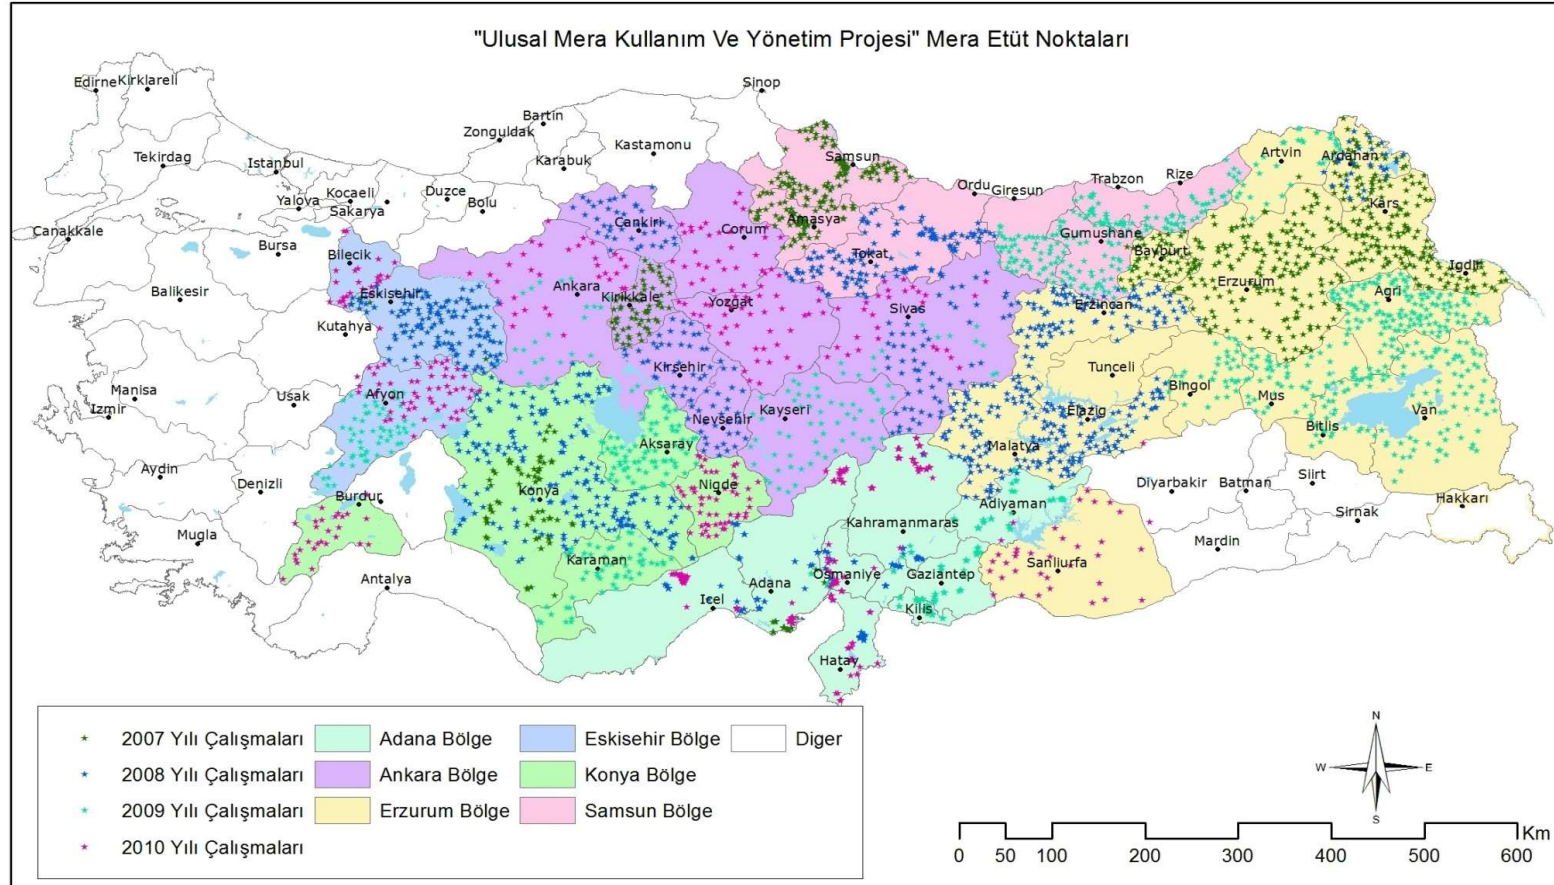 "Ulusal Mera Kullanım Ve Yönetim Projesi" Mera Etüt Noktaları
Edirne
Kirklareli
Sinop
Bartin
Zonguldak
Kastamonu
Tekirdag
Istanbul
Karabuk
Samsun
Artvin
Ardahan
Kocaeli
Duzce
Yalova
Sakarya
Bolu
Ordu
Giresun
Trabzon
Rize
Canakkale
Cankiri
Corum
Amasya
Kars
Bursa
Bilecik
Tokat
Gumushane
Bayburt
Igdir
Balikesir
Eskisehir
Ankara
Kirikkale
Yozgat
Sivas
Erzincan
Erzurum
Agri
Kutahya
Kirsehir
Tunceli
Manisa
Izmir
Usak
Afyon
Nevsehir
Kayseri
Elazig
Bingol
Mus
Van
Aksaray
Malatya
Bitlis
Aydin
Denizli
Burdur
Konya
Nigde
Adiyaman
Diyarbakir
Batman
Siirt
Hakkarı
Mugla
Kahramanmaras
Sirnak
Mardin
Antalya
Karaman
Icel
Adana
Osmaniye
Gaziantep
Sanliurfa
Kilis
Hatay
2007 Yılı Çalışmaları
Adana Bölge
Eskisehir Bölge
Diger
2008 Yılı Çalışmaları
Ankara Bölge
Konya Bölge
2009 Yılı Çalışmaları
Erzurum Bölge
Samsun Bölge
2010 Yılı Çalışmaları
N
W
E
S
Km
0 50 100 200 300 400 500 600